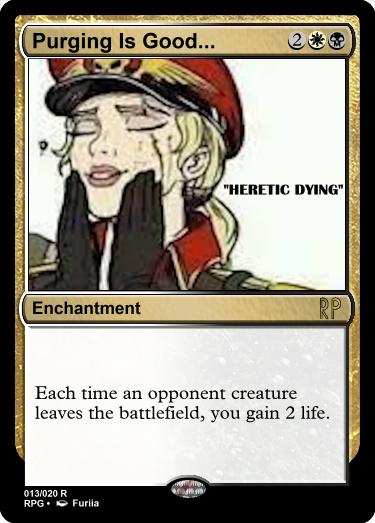 Purging Is Good... 2
"HERETIC DYING"
Enchantment RP
Each time an opponent creature
leaves the battlefield, you gain 2 life.
013/020 R
RPG • Furiia